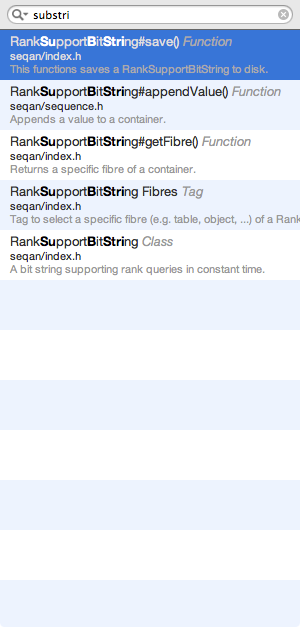 substri
RankSupportBitString#save() Function
seqan/index.h
This functions saves a RankSupportBitString to disk.
RankSupportBitString#appendValue() Function
seqan/sequence.h
Appends a value to a container.
RankSupportBitString#getFibre() Function
seqan/index.h
Returns a specific fibre of a container.
RankSupportBitString Fibres Tag
seqan/index.h
Tag to select a specific fibre (e.g. table, object, ...) of a Rank
RankSupportBitString Class
seqan/index.h
A bit string supporting rank queries in constant time.